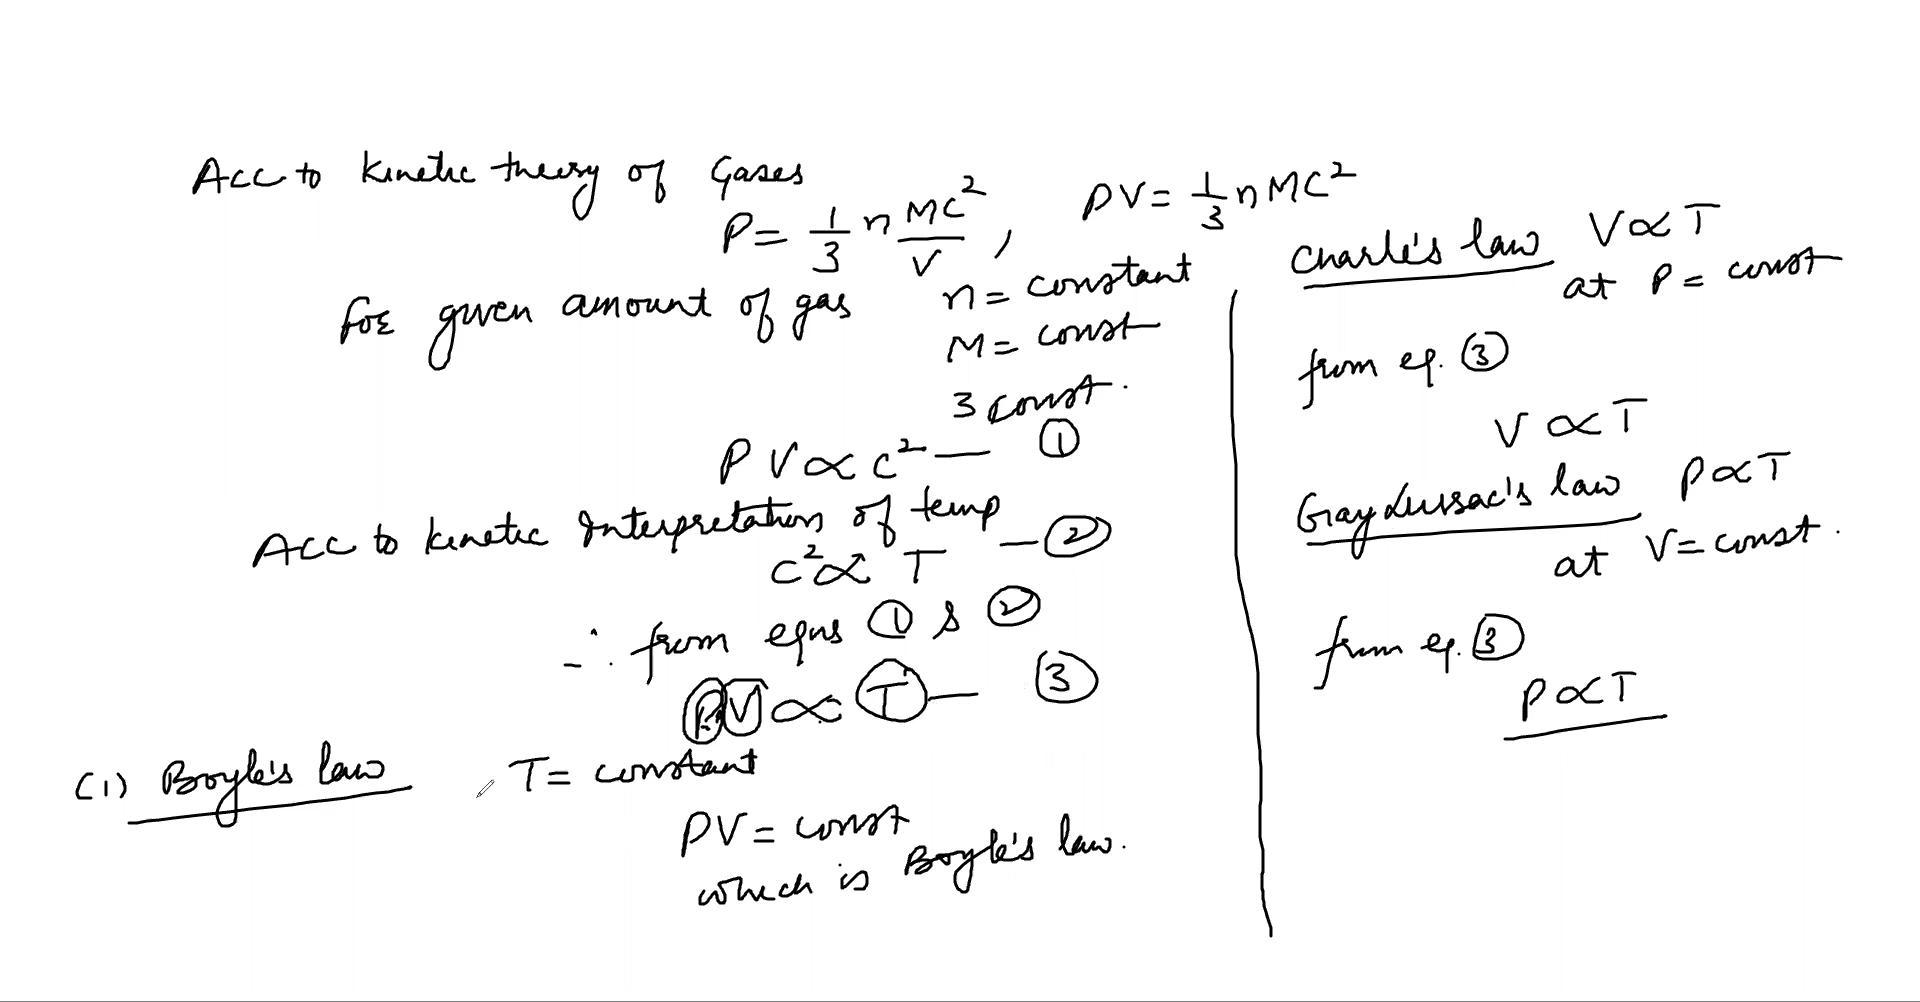 Acc to kinetic theory of Gases
P = 1/3 n MC²/V , PV = 1/3 n MC²
for given amount of gas n = constant
M = const
3 const.
PV ∝ c² — ①
Acc to kinetic Interpretation of temp
c² ∝ T — ②
∴ from eqns ① & ②
PV ∝ T — ③
(1) Boyle's law T = constant
PV = const
which is Boyle's law.
Charle's law V ∝ T
at P = const
from eq. ③
V ∝ T
Gray Lussac's law P ∝ T
at V = const.
from eq. ③
P ∝ T